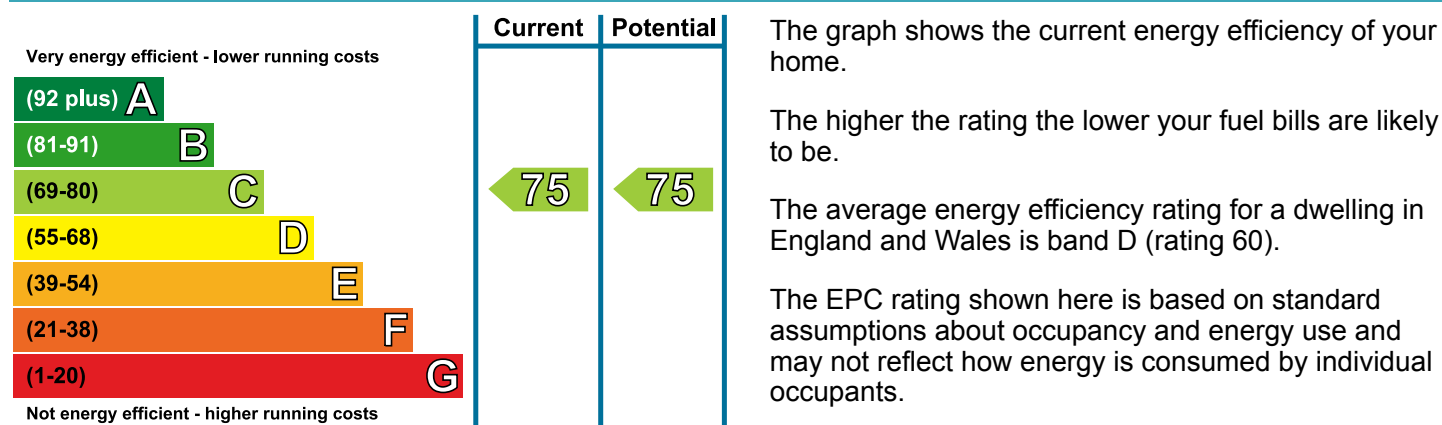 Current Potential
Very energy efficient - lower running costs
(92 plus) A
(81-91) B
(69-80) C
(55-68) D
(39-54) E
(21-38) F
(1-20) G
Not energy efficient - higher running costs
75 75
The graph shows the current energy efficiency of your
home.
The higher the rating the lower your fuel bills are likely
to be.
The average energy efficiency rating for a dwelling in
England and Wales is band D (rating 60).
The EPC rating shown here is based on standard
assumptions about occupancy and energy use and
may not reflect how energy is consumed by individual
occupants.